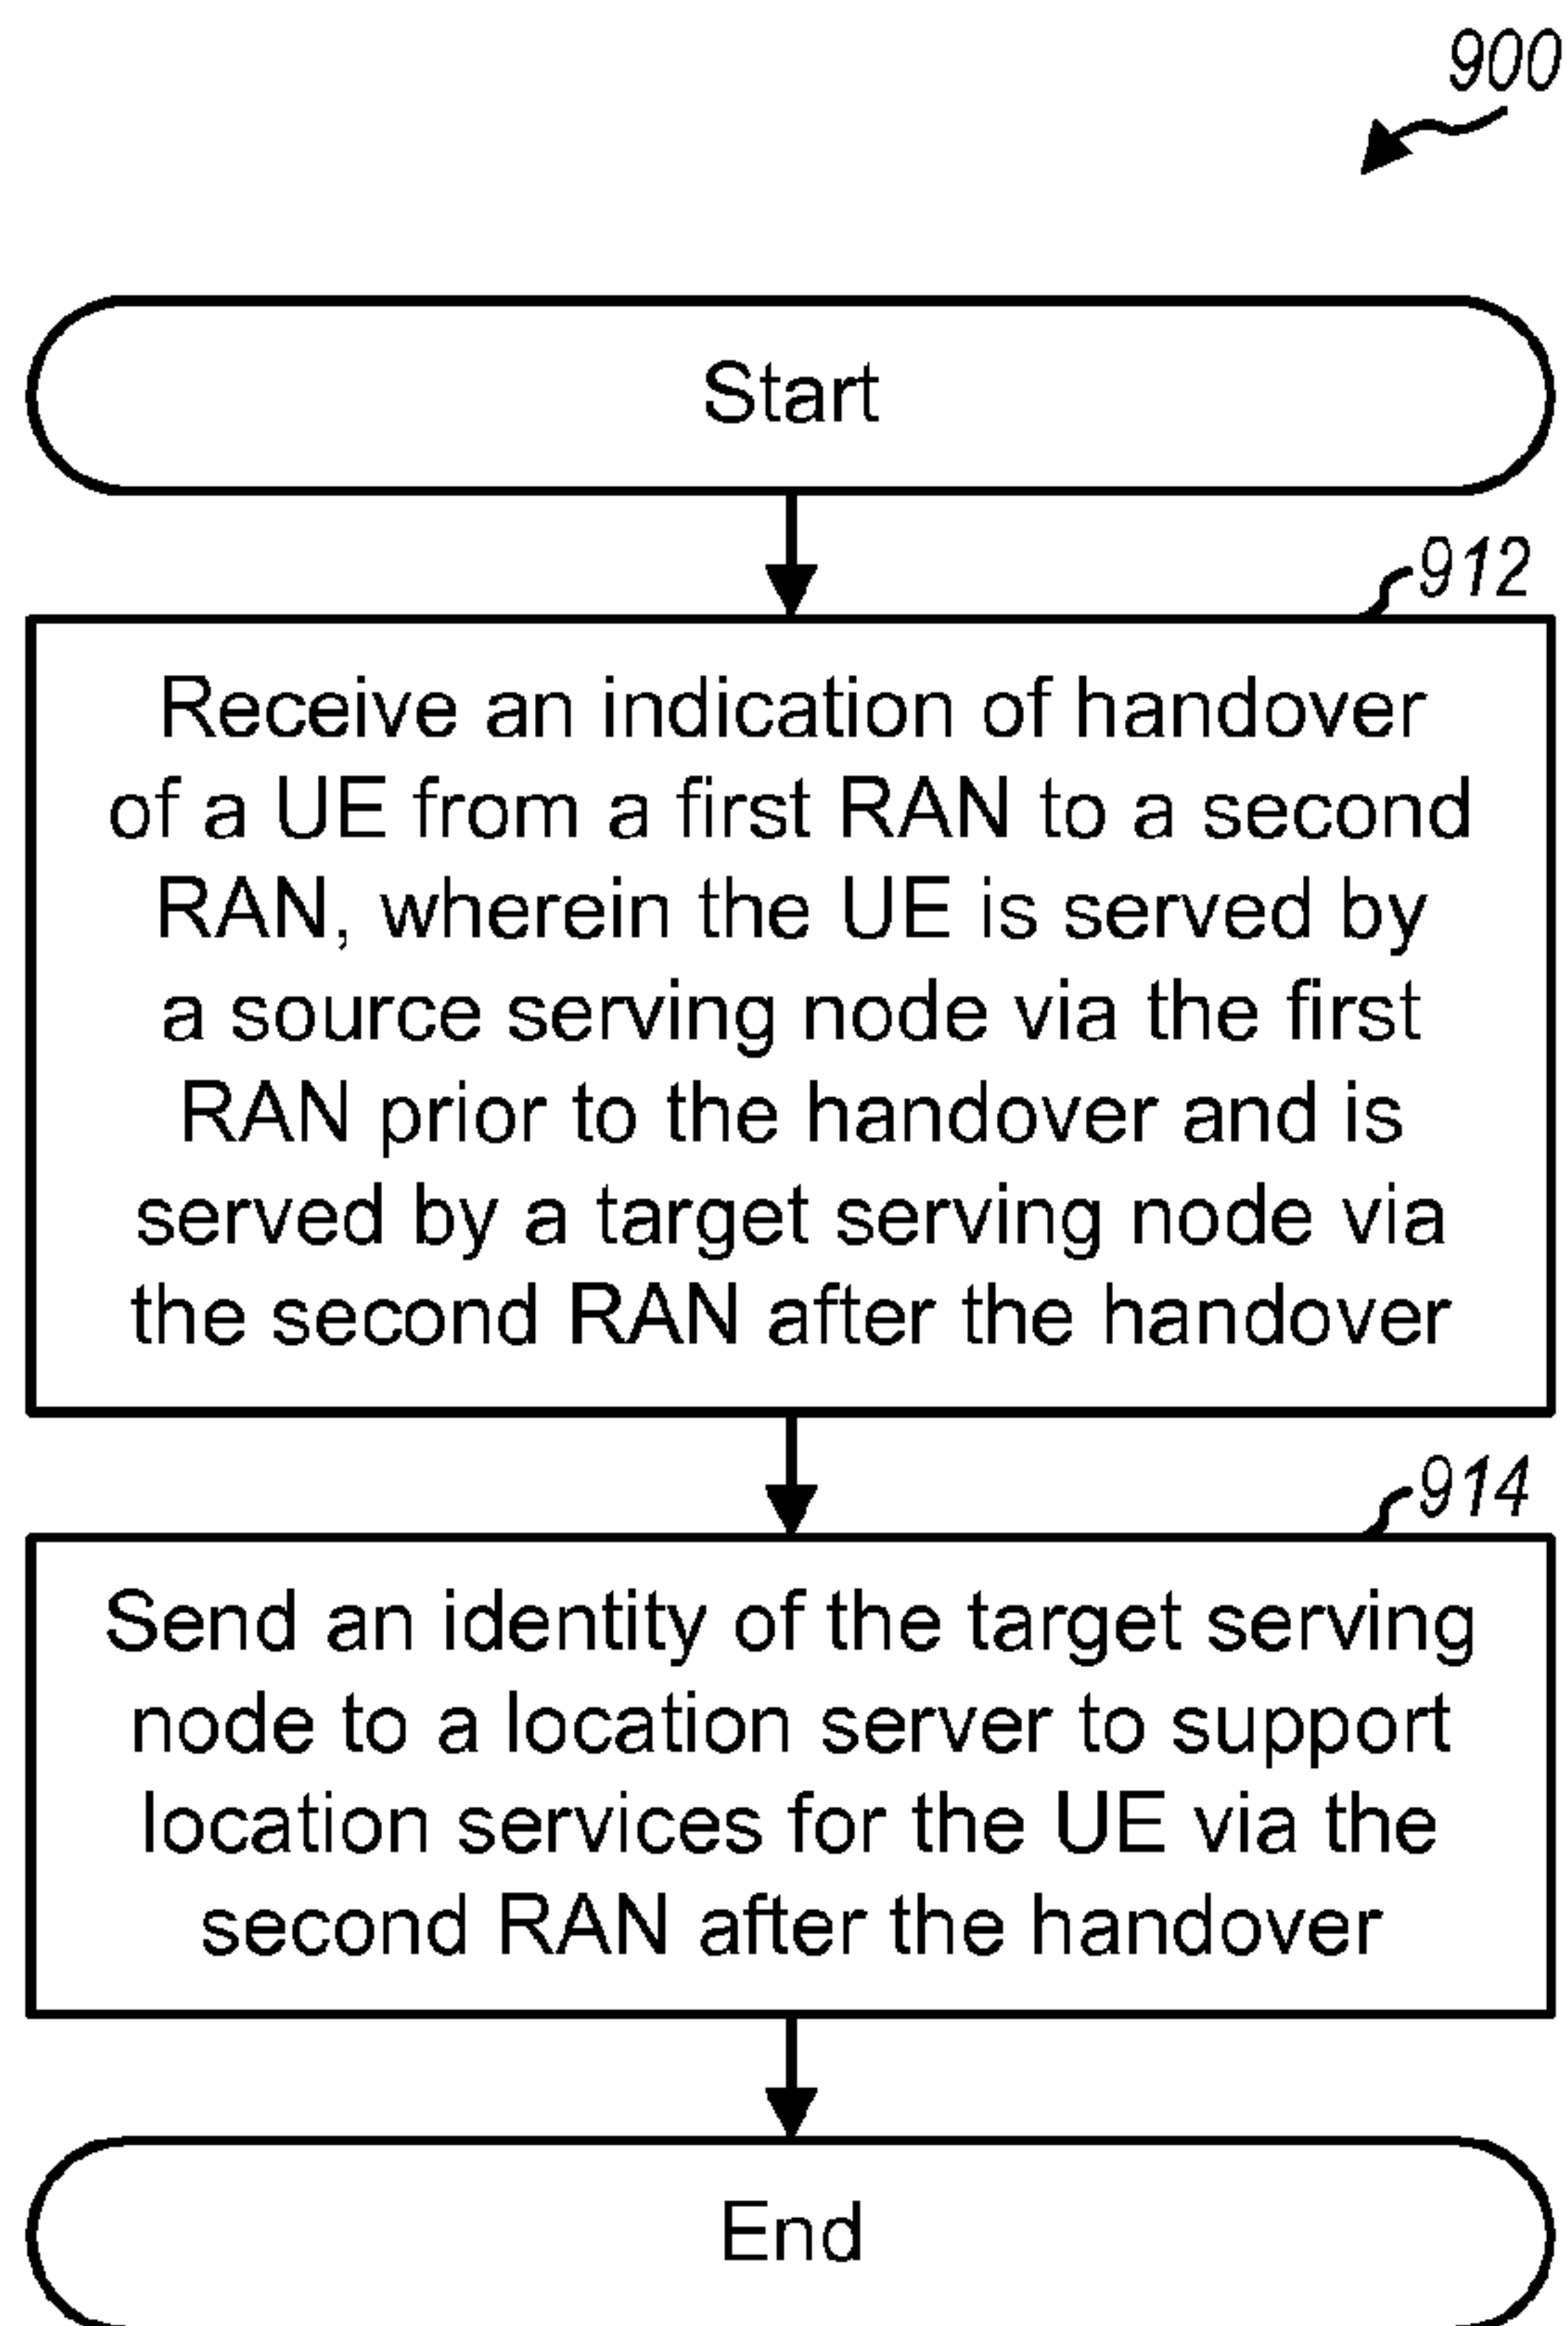 900
Start
912
Receive an indication of handover
of a UE from a first RAN to a second
RAN, wherein the UE is served by
a source serving node via the first
RAN prior to the handover and is
served by a target serving node via
the second RAN after the handover
914
Send an identity of the target serving
node to a location server to support
location services for the UE via the
second RAN after the handover
End